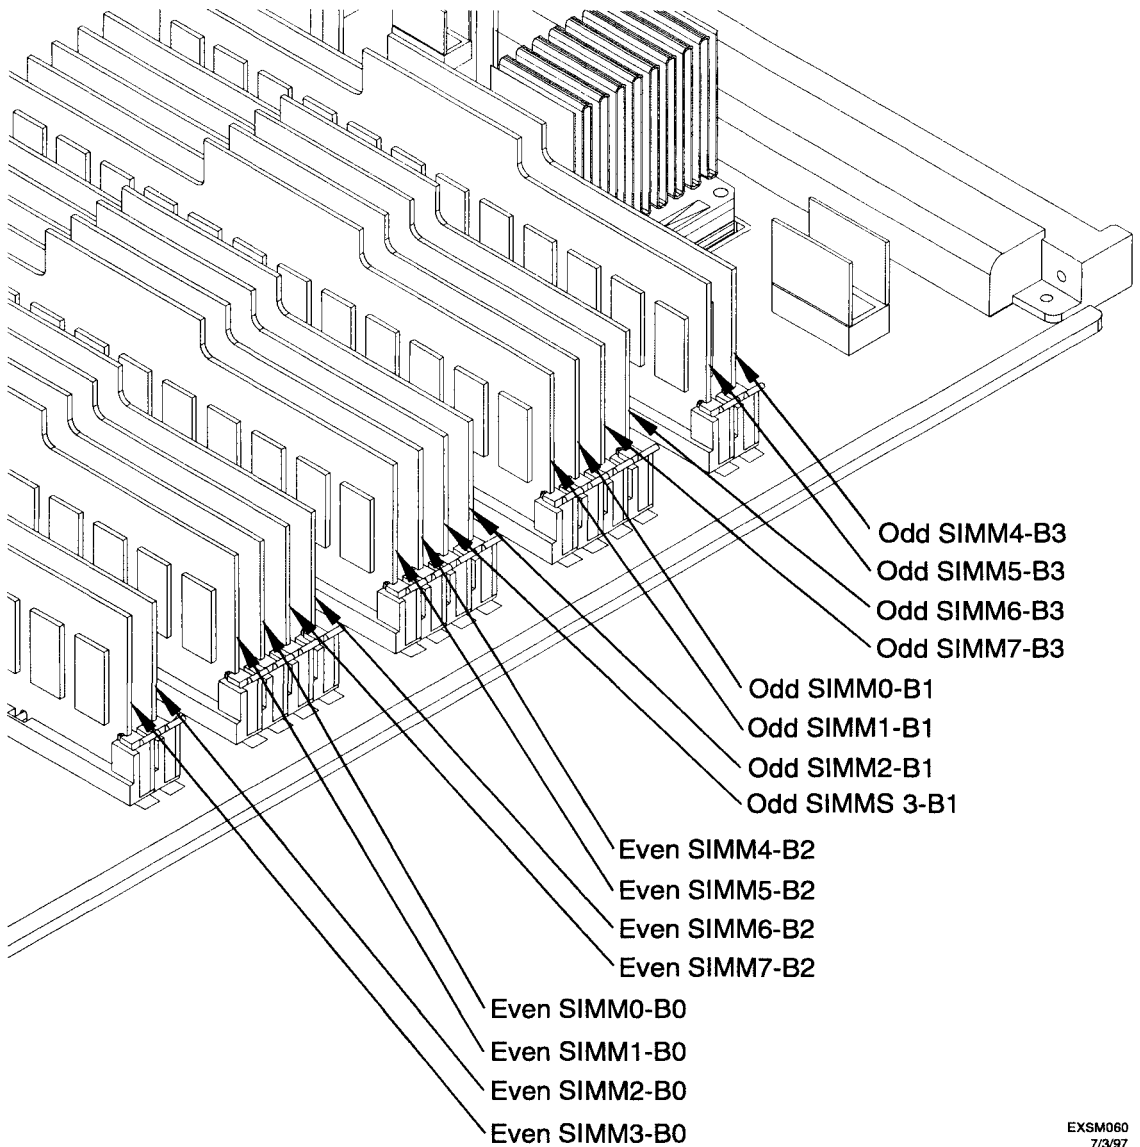 Odd SIMM4-B3
Odd SIMM5-B3
Odd SIMM6-B3
Odd SIMM7-B3
Odd SIMM0-B1
Odd SIMM1-B1
Odd SIMM2-B1
Odd SIMMS 3-B1
Even SIMM4-B2
Even SIMM5-B2
Even SIMM6-B2
Even SIMM7-B2
Even SIMM0-B0
Even SIMM1-B0
Even SIMM2-B0
Even SIMM3-B0
EXSM060
7/3/97